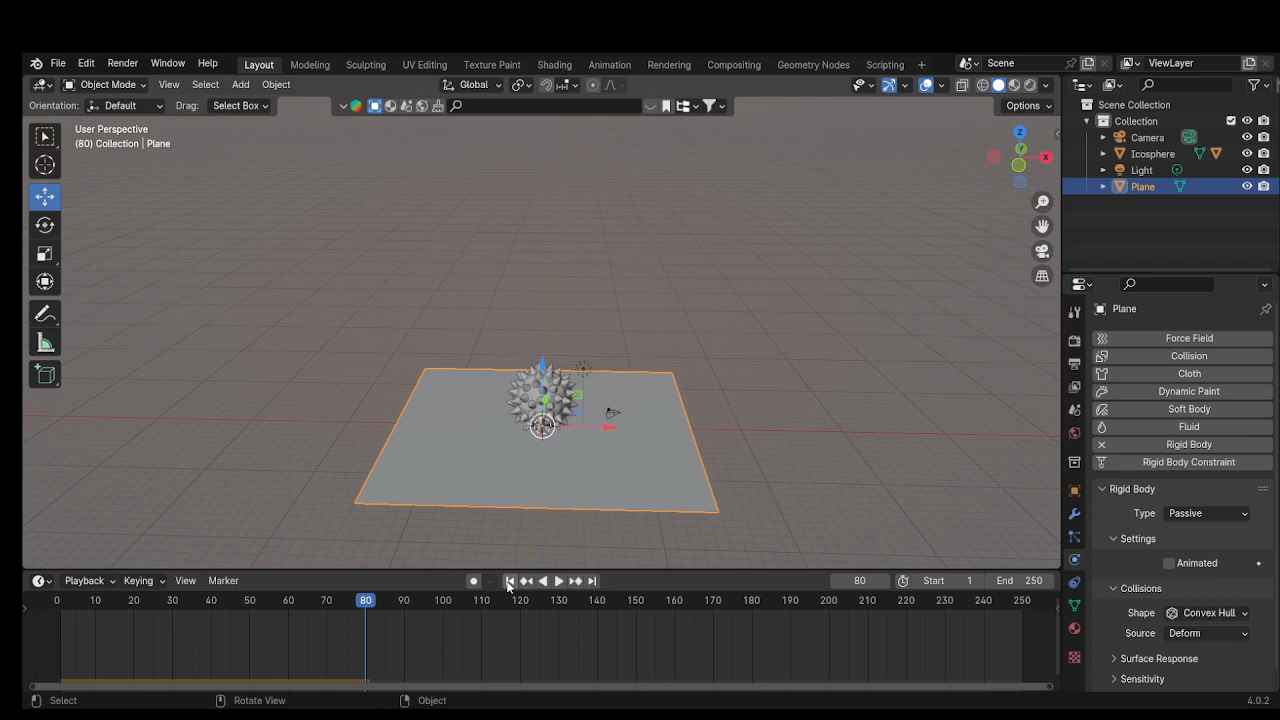 File Edit Render Window Help Layout Modeling Sculpting UV Editing Texture Paint Shading Animation Rendering Compositing Geometry Nodes Scripting + Scene ViewLayer
Object Mode View Select Add Object Global
Orientation: Default Drag: Select Box Options
User Perspective
(80) Collection | Plane
Z
Y
X
Scene Collection
Collection
Camera
Icosphere
Light
Plane
Plane
Force Field
Collision
Cloth
Dynamic Paint
Soft Body
Fluid
Rigid Body
Rigid Body Constraint
Rigid Body
Type Passive
Settings
Animated
Collisions
Shape Convex Hull
Source Deform
Surface Response
Sensitivity
Playback Keying View Marker 80 Start 1 End 250
0 10 20 30 40 50 60 70 80 90 100 110 120 130 140 150 160 170 180 190 200 210 220 230 240 250
Select Rotate View Object 4.0.2